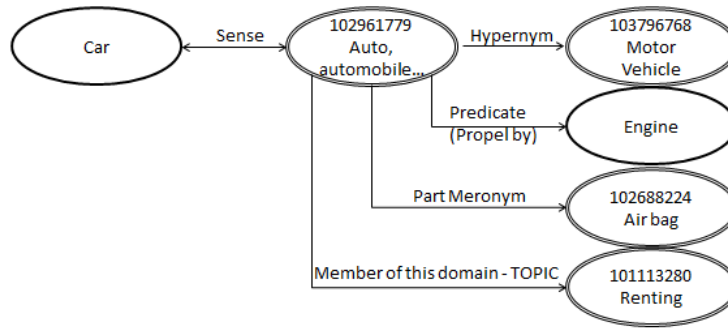 Car
Sense
102961779
Auto,
automobile...
Hypernym
103796768
Motor
Vehicle
Predicate
(Propel by)
Engine
Part Meronym
102688224
Air bag
Member of this domain - TOPIC
101113280
Renting